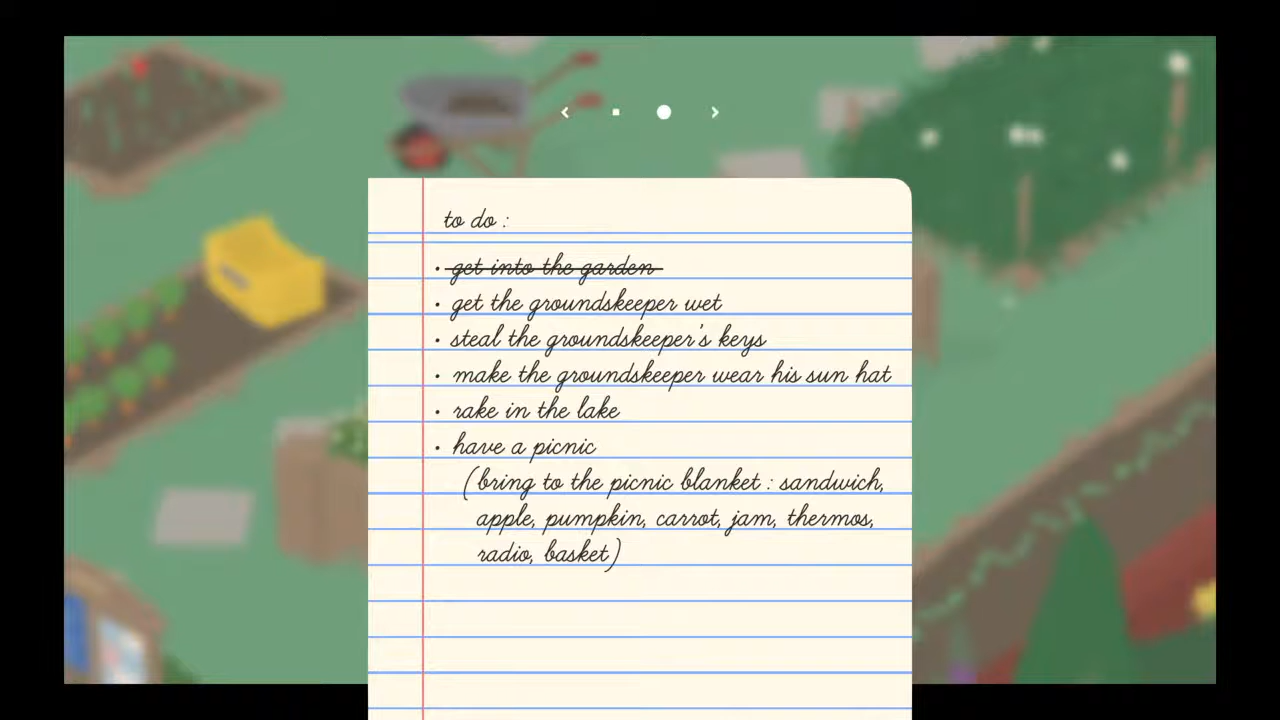 to do :
• get into the garden
• get the groundskeeper wet
• steal the groundskeeper's keys
• make the groundskeeper wear his sun hat
• rake in the lake
• have a picnic
(bring to the picnic blanket : sandwich,
apple, pumpkin, carrot, jam, thermos,
radio, basket)